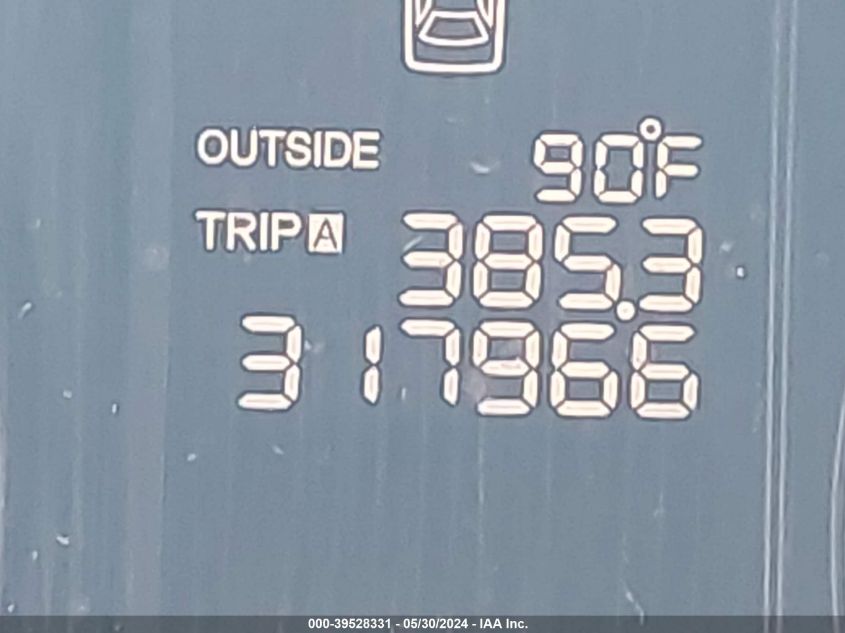 OUTSIDE 90°F
TRIP A 385.3
317966
000-39528331 - 05/30/2024 - IAA Inc.